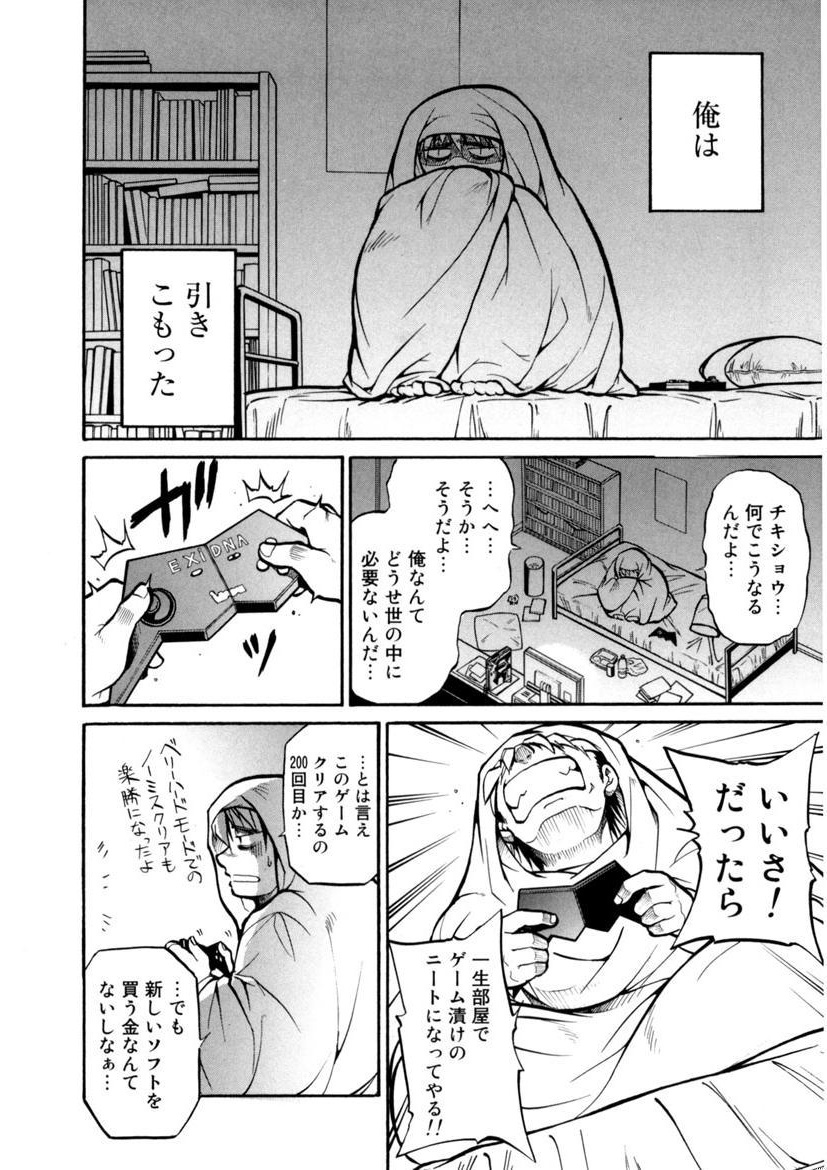 俺は
引き
こもった
チキショウ…
何でこうなる
んだよ…
…へへ…
そうか…
そうだよ…
俺なんて
どうせ世の中に
必要ないんだ…
ガッ
EXiDNA
いいさ！
だったら
一生部屋で
ゲーム漬けの
ニートになってやる!!
…とは言え
このゲーム
クリアするの
200回目か…
ベリーハードモードでの
ノーミスクリアも
楽勝になったよ
…でも
新しいソフトを
買う金なんて
ないしなぁ…